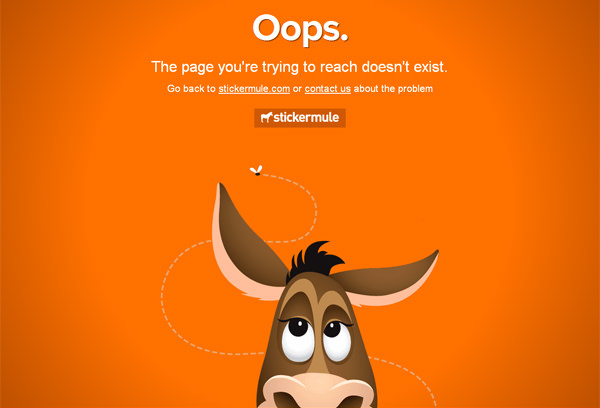 Oops.
The page you're trying to reach doesn't exist.
Go back to stickermule.com or contact us about the problem
stickermule